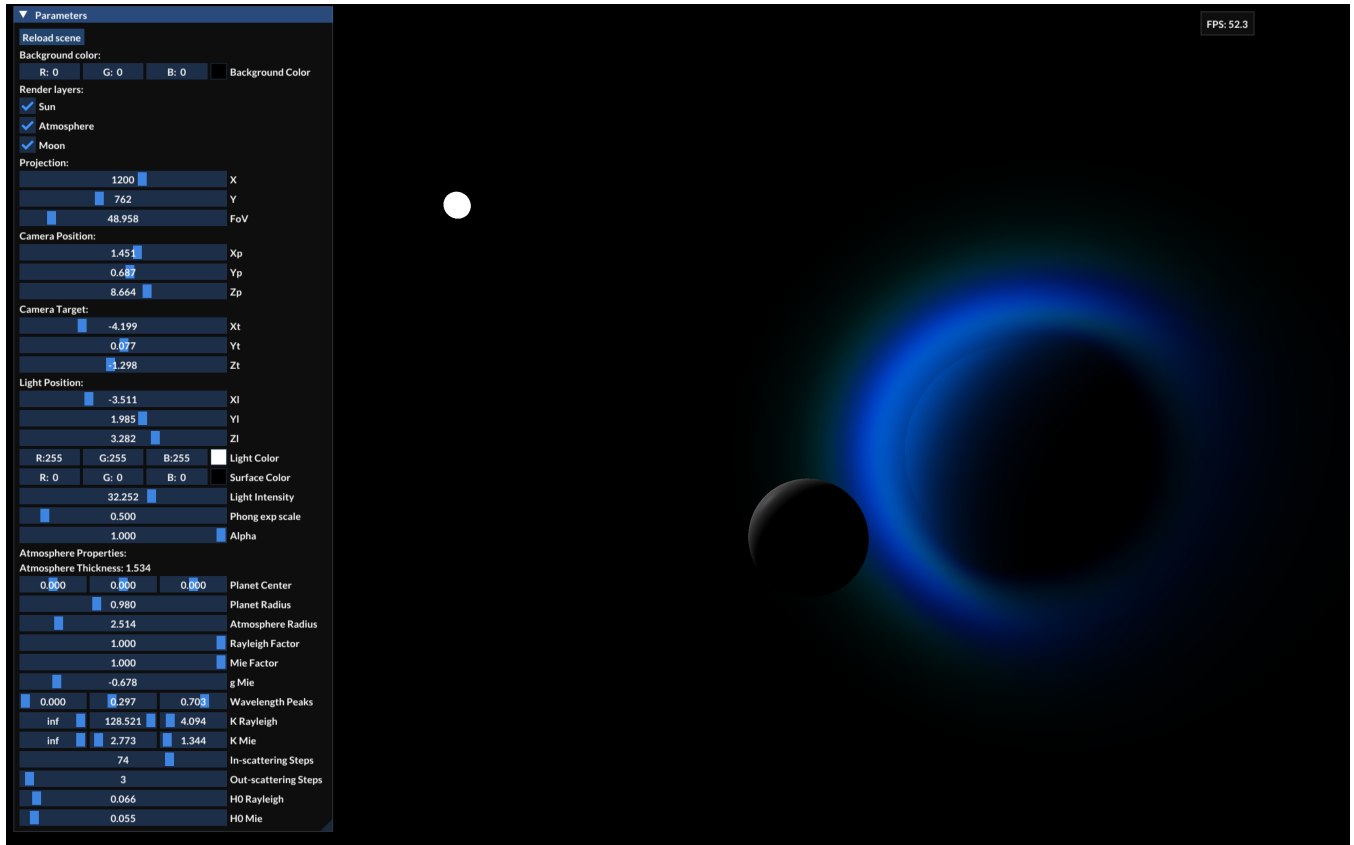 Parameters
FPS: 52.3
Reload scene
Background color:
R: 0 G: 0 B: 0 Background Color
Render layers:
Sun
Atmosphere
Moon
Projection:
1200 X
762 Y
48.958 FoV
Camera Position:
1.451 Xp
0.687 Yp
8.664 Zp
Camera Target:
-4.199 Xt
0.077 Yt
-1.298 Zt
Light Position:
-3.511 Xl
1.985 Yl
3.282 Zl
R:255 G:255 B:255 Light Color
R: 0 G: 0 B: 0 Surface Color
32.252 Light Intensity
0.500 Phong exp scale
1.000 Alpha
Atmosphere Properties:
Atmosphere Thickness: 1.534
0.000 0.000 0.000 Planet Center
0.980 Planet Radius
2.514 Atmosphere Radius
1.000 Rayleigh Factor
1.000 Mie Factor
-0.678 g Mie
0.000 0.297 0.703 Wavelength Peaks
inf 128.521 4.094 K Rayleigh
inf 2.773 1.344 K Mie
74 In-scattering Steps
3 Out-scattering Steps
0.066 H0 Rayleigh
0.055 H0 Mie